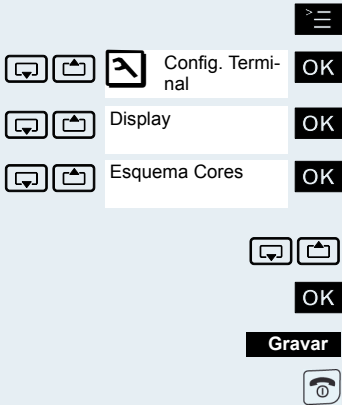 Config. Termi-
nal
OK
Display
OK
Esquema Cores
OK
OK
Gravar